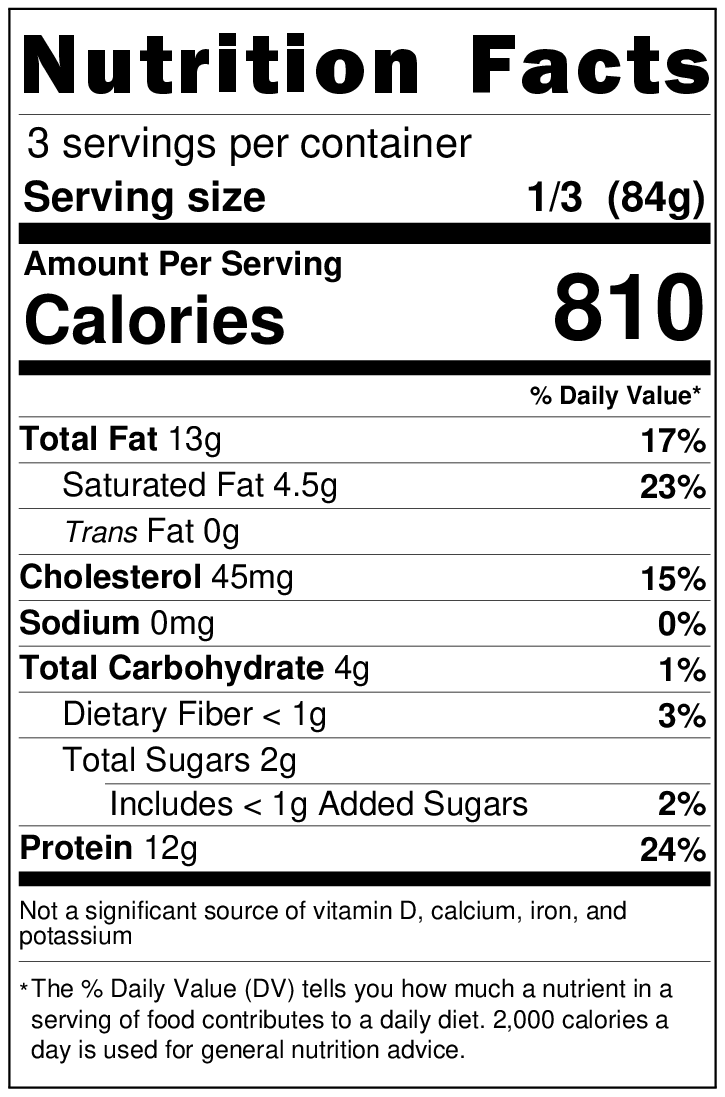 Nutrition Facts
3 servings per container
Serving size 1/3 (84g)
Amount Per Serving
Calories 810
% Daily Value*
Total Fat 13g 17%
Saturated Fat 4.5g 23%
Trans Fat 0g
Cholesterol 45mg 15%
Sodium 0mg 0%
Total Carbohydrate 4g 1%
Dietary Fiber < 1g 3%
Total Sugars 2g
Includes < 1g Added Sugars 2%
Protein 12g 24%
Not a significant source of vitamin D, calcium, iron, and
potassium
*The % Daily Value (DV) tells you how much a nutrient in a
serving of food contributes to a daily diet. 2,000 calories a
day is used for general nutrition advice.